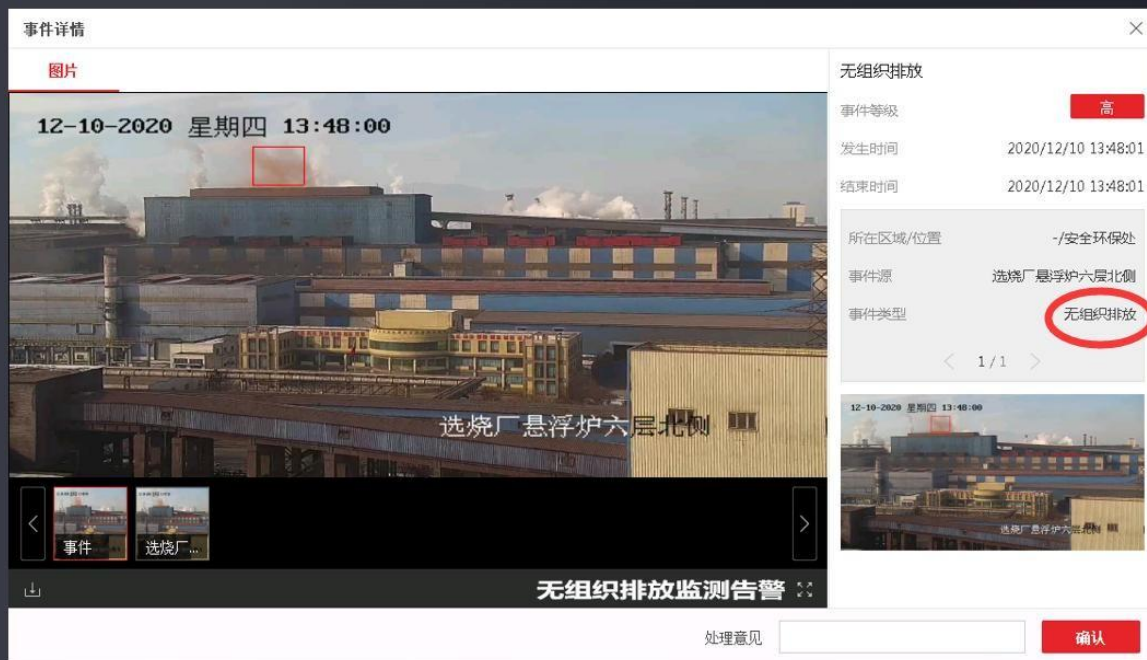 事件详情
图片
12-10-2020 星期四 13:48:00
选烧厂悬浮炉六层北侧
事件
选烧厂...
无组织排放监测告警
无组织排放
事件等级 高
发生时间 2020/12/10 13:48:01
结束时间 2020/12/10 13:48:01
所在区域/位置 -/安全环保处
事件源 选烧厂悬浮炉六层北侧
事件类型 无组织排放
1 / 1
12-10-2020 星期四 13:48:00
选烧厂悬浮炉六层北侧
处理意见
确认